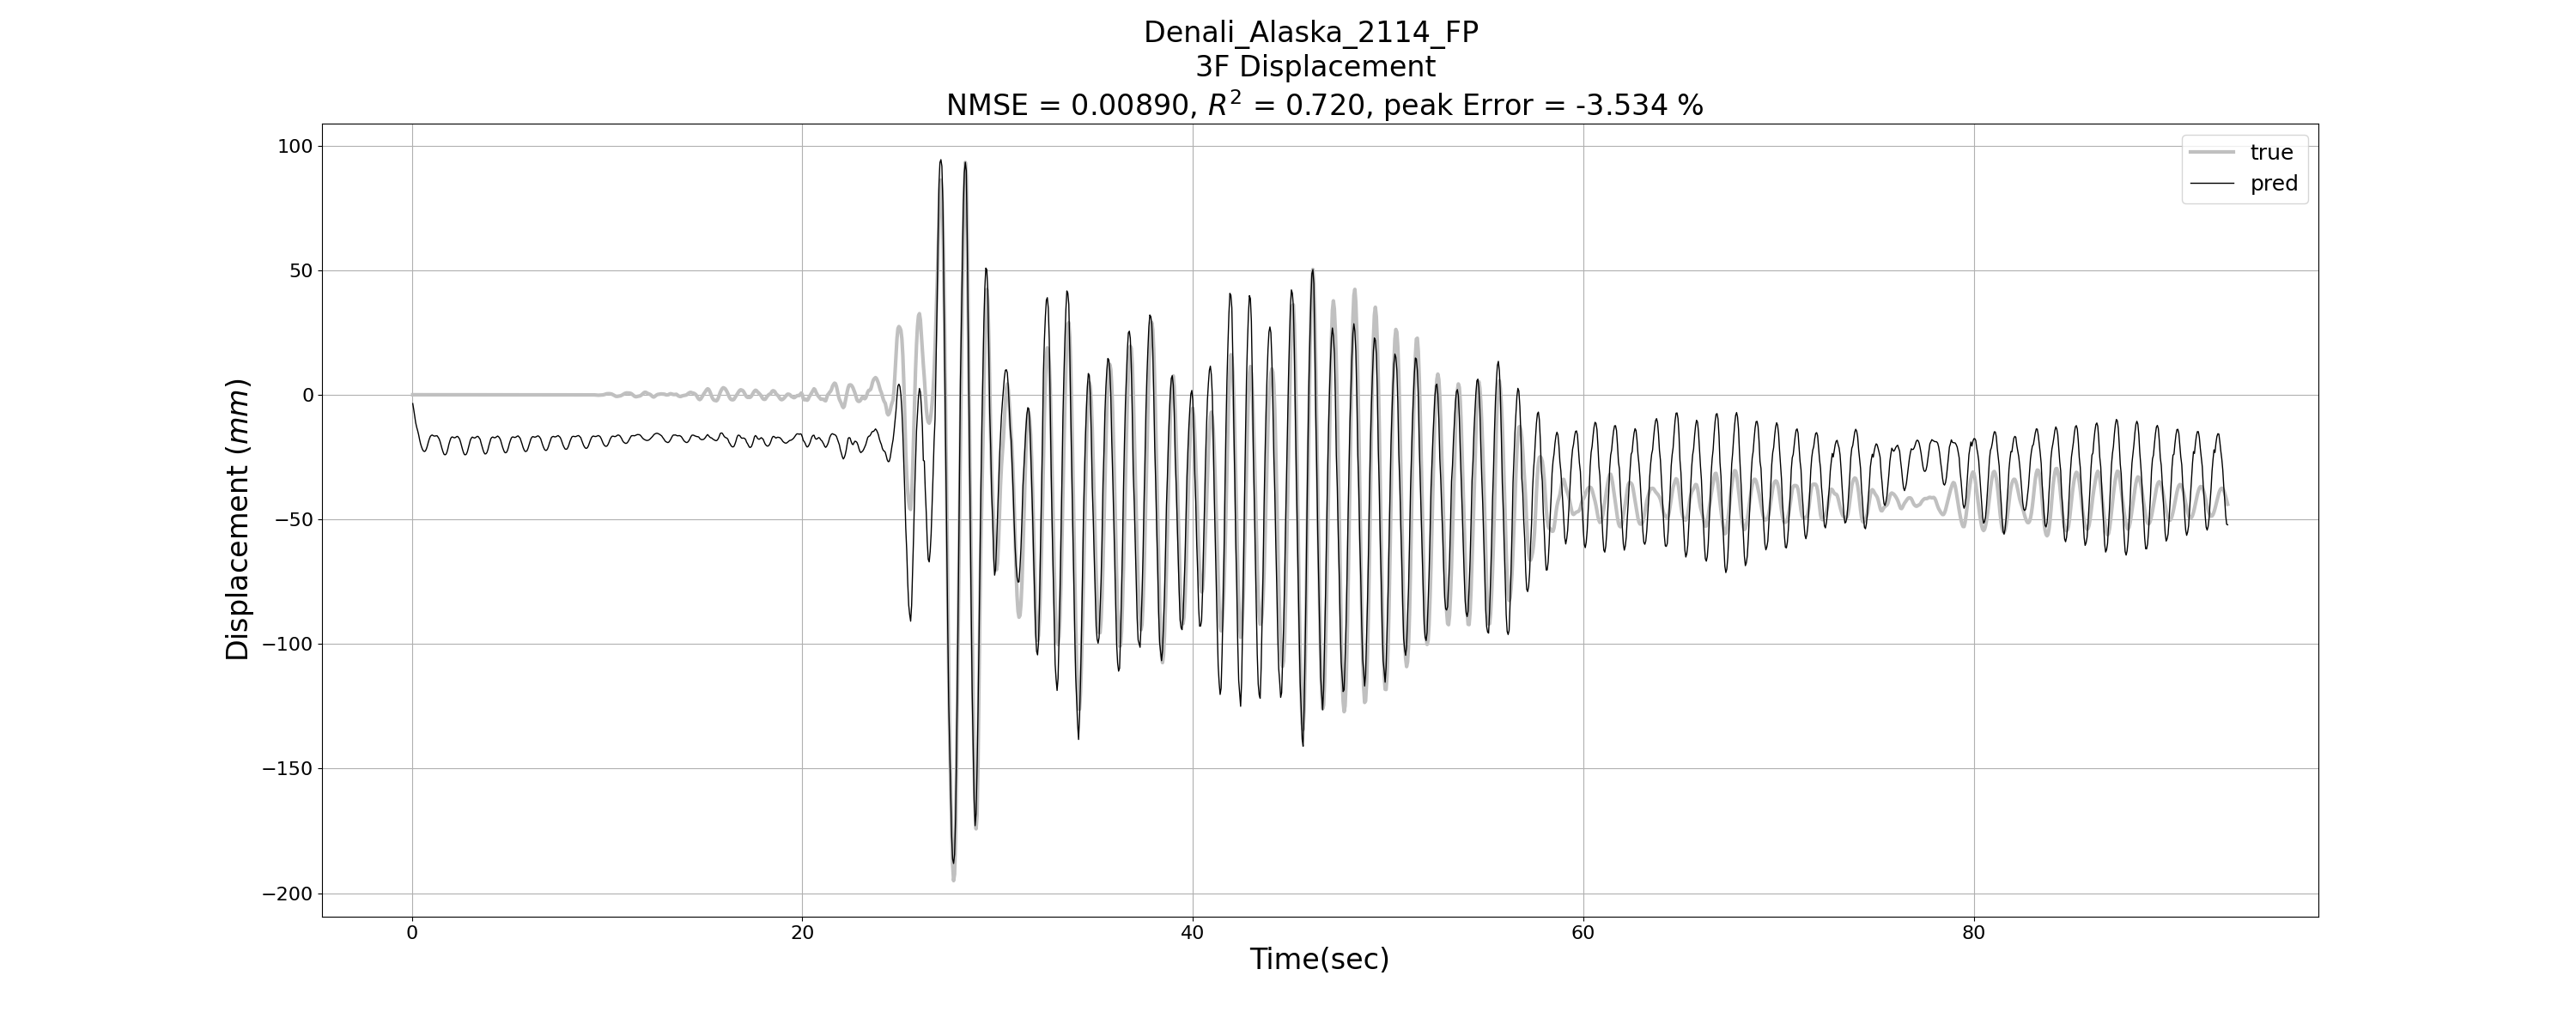 Denali_Alaska_2114_FP
3F Displacement
NMSE = 0.00890, R² = 0.720, peak Error = -3.534 %
true
pred
Displacement (mm)
100
50
0
−50
−100
−150
−200
0
20
40
60
80
Time(sec)